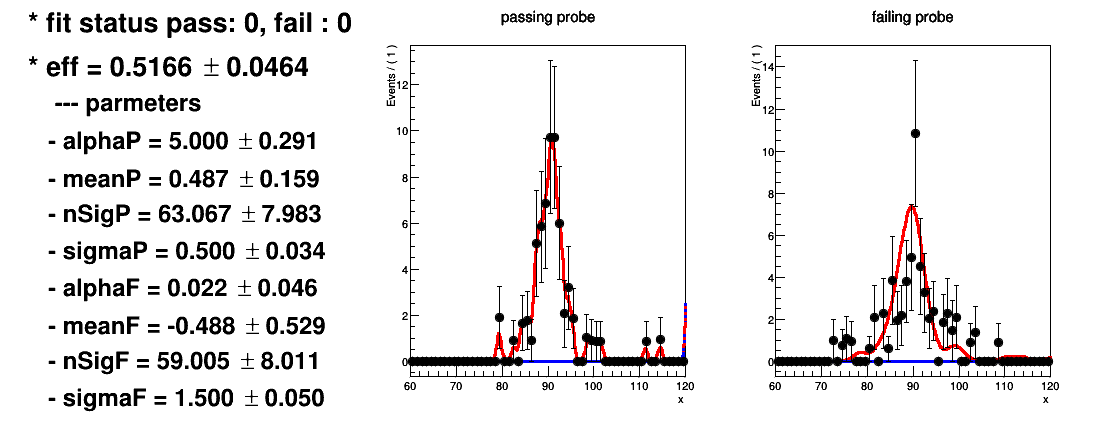 * fit status pass: 0, fail : 0
* eff = 0.5166 ± 0.0464
--- parmeters
- alphaP = 5.000 ± 0.291
- meanP = 0.487 ± 0.159
- nSigP = 63.067 ± 7.983
- sigmaP = 0.500 ± 0.034
- alphaF = 0.022 ± 0.046
- meanF = -0.488 ± 0.529
- nSigF = 59.005 ± 8.011
- sigmaF = 1.500 ± 0.050
passing probe
Events / ( 1 )
12
10
8
6
4
2
0
60 70 80 90 100 110 120
x
failing probe
Events / ( 1 )
14
12
10
8
6
4
2
0
60 70 80 90 100 110 120
x